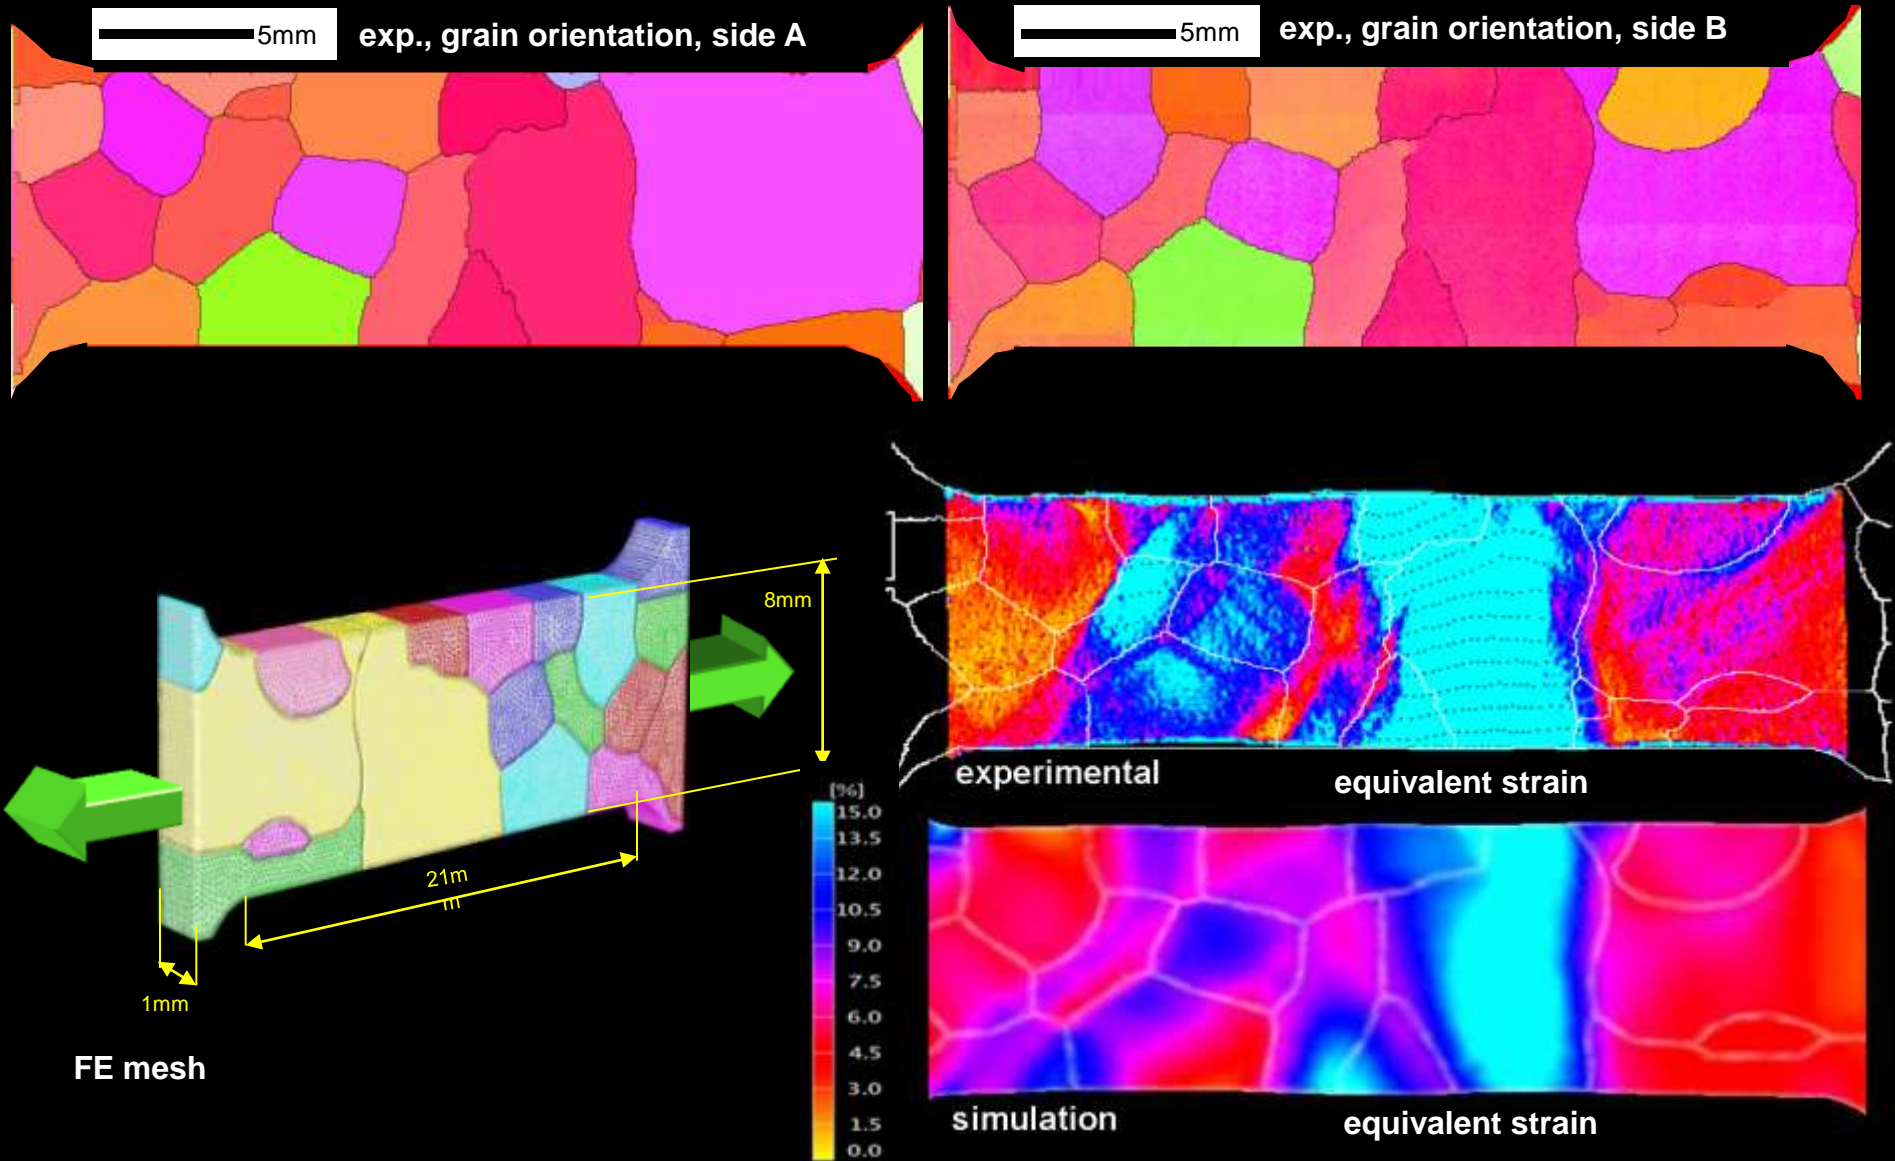 5mm
exp., grain orientation, side A
5mm
exp., grain orientation, side B
8mm
21m
m
1mm
FE mesh
experimental
equivalent strain
[%]
15.0
13.5
12.0
10.5
9.0
7.5
6.0
4.5
3.0
1.5
0.0
simulation
equivalent strain